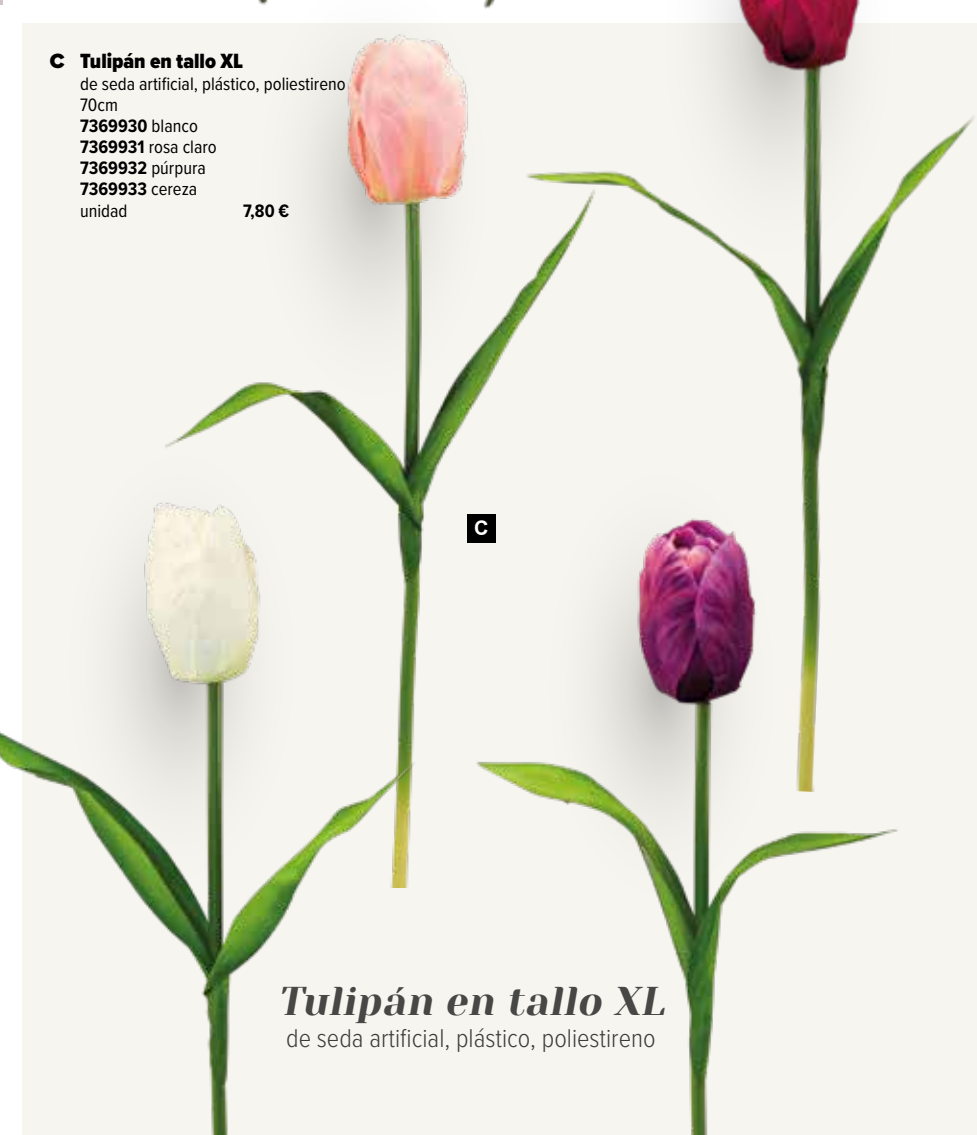 C Tulipán en tallo XL
de seda artificial, plástico, poliestireno
70cm
7369930 blanco
7369931 rosa claro
7369932 púrpura
7369933 cereza
unidad 7,80 €
C
Tulipán en tallo XL
de seda artificial, plástico, poliestireno